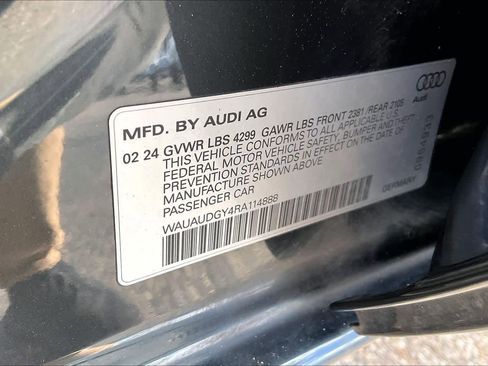 MFD. BY AUDI AG
Audi
02 24 GVWR LBS 4299 GAWR LBS FRONT 2381/REAR 2105
THIS VEHICLE CONFORMS TO ALL APPLICABLE U.S.
FEDERAL MOTOR VEHICLE SAFETY, BUMPER AND THEFT
PREVENTION STANDARDS IN EFFECT ON THE DATE OF
MANUFACTURE SHOWN ABOVE
PASSENGER CAR
WAUAUDGY4RA114888
GERMANY